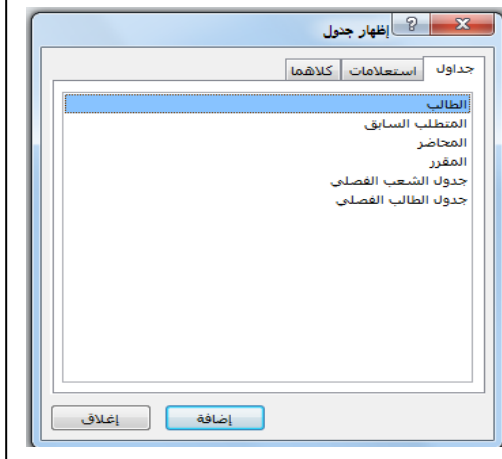 إظهار جدول
جداول استعلامات كلاهما
الطالب
المتطلب السابق
المحاضر
المقرر
جدول الشعب الفصلي
جدول الطالب الفصلي
إضافة إغلاق